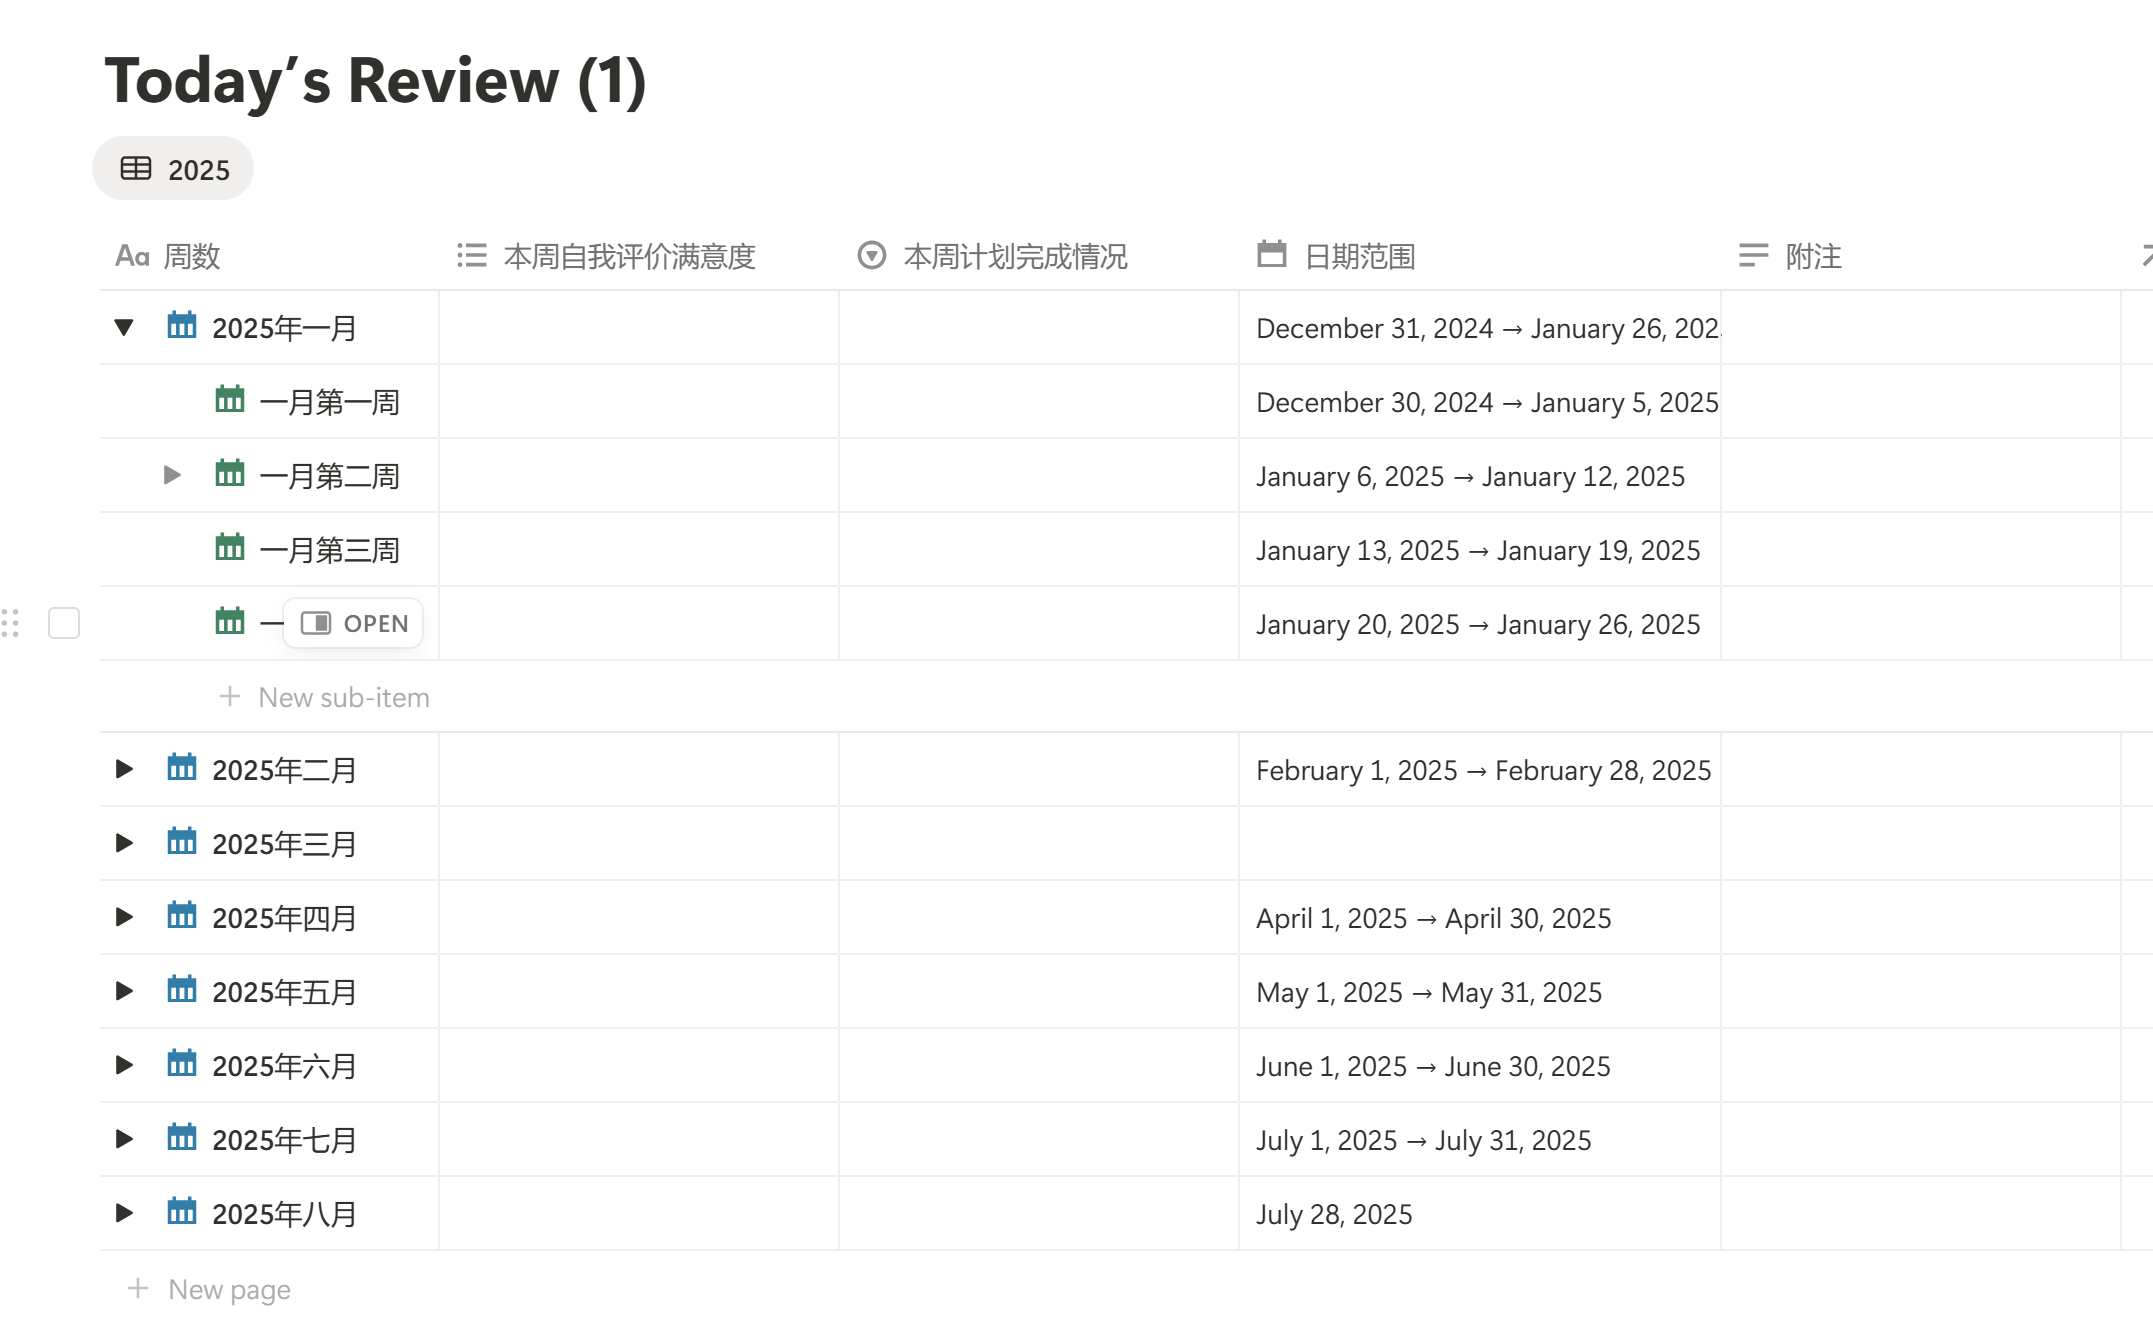 Today’s Review (1)
2025
Aa 周数 本周自我评价满意度 本周计划完成情况 日期范围 附注
2025年一月 December 31, 2024 → January 26, 202
一月第一周 December 30, 2024 → January 5, 2025
一月第二周 January 6, 2025 → January 12, 2025
一月第三周 January 13, 2025 → January 19, 2025
一 OPEN January 20, 2025 → January 26, 2025
+ New sub-item
2025年二月 February 1, 2025 → February 28, 2025
2025年三月
2025年四月 April 1, 2025 → April 30, 2025
2025年五月 May 1, 2025 → May 31, 2025
2025年六月 June 1, 2025 → June 30, 2025
2025年七月 July 1, 2025 → July 31, 2025
2025年八月 July 28, 2025
+ New page